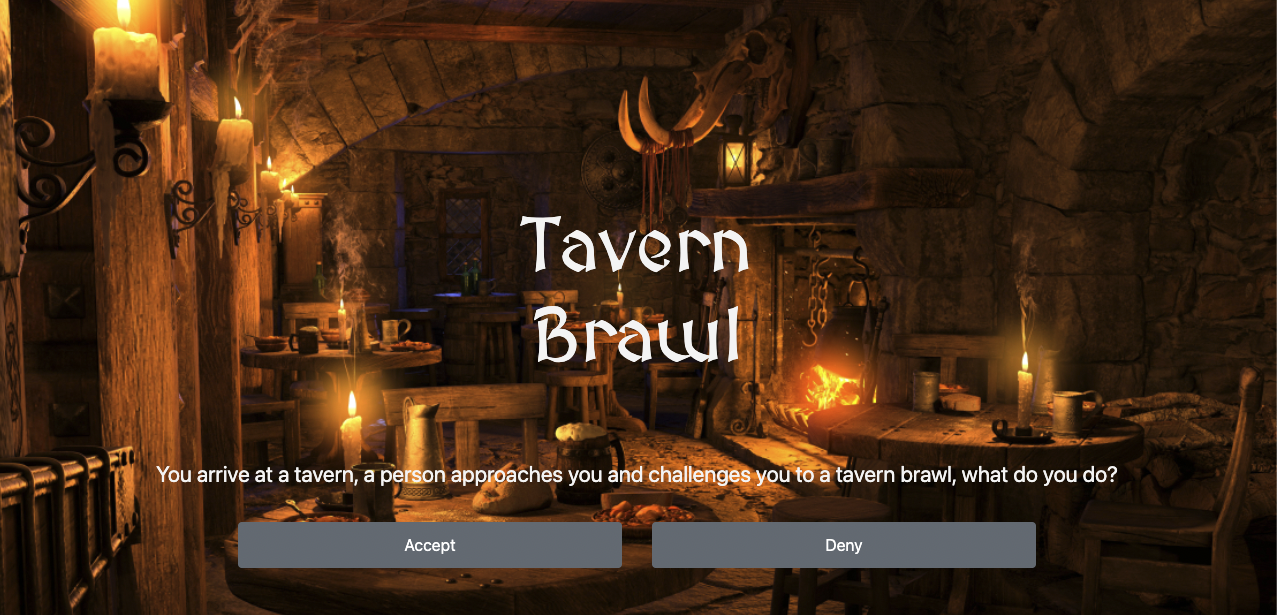 Tavern
Brawl
You arrive at a tavern, a person approaches you and challenges you to a tavern brawl, what do you do?
Accept
Deny